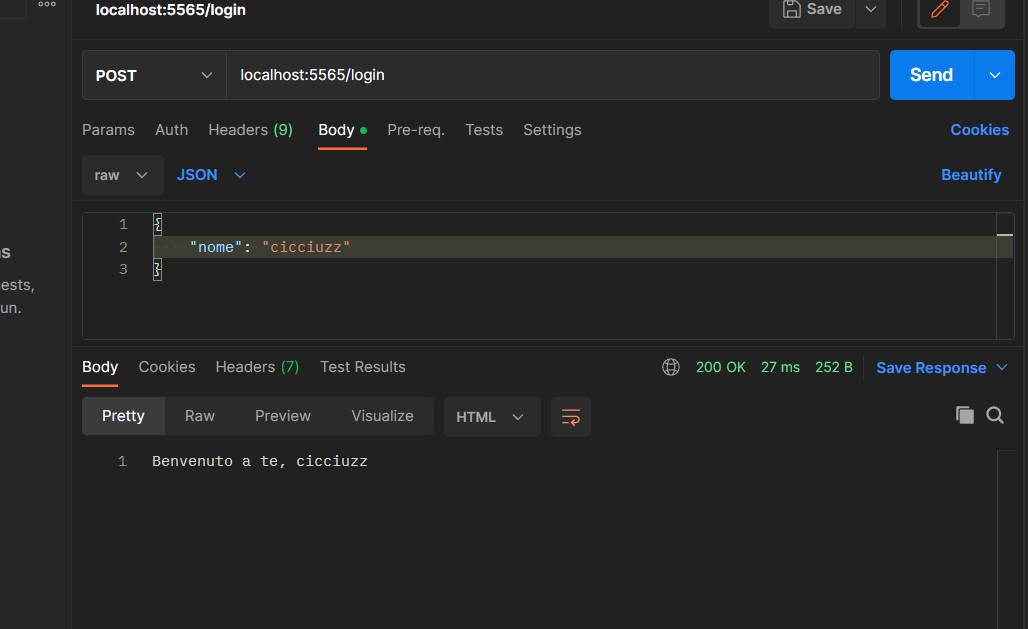 localhost:5565/login
Save
POST
localhost:5565/login
Send
Params Auth Headers (9) Body Pre-req. Tests Settings Cookies
raw JSON Beautify
1 {
2 "nome": "cicciuzz"
3 }
s
ests,
un.
Body Cookies Headers (7) Test Results 200 OK 27 ms 252 B Save Response
Pretty Raw Preview Visualize HTML
1 Benvenuto a te, cicciuzz